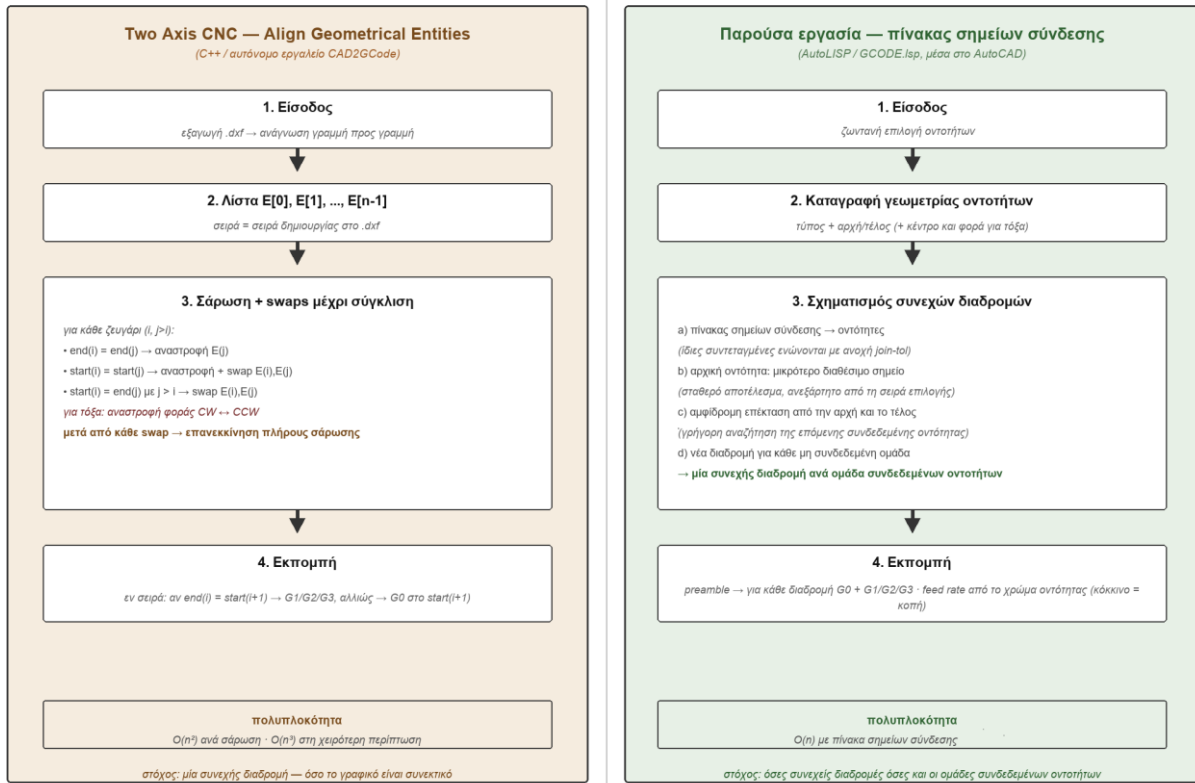 Two Axis CNC — Align Geometrical Entities
(C++ / αυτόνομο εργαλείο CAD2GCode)
1. Είσοδος
εξαγωγή .dxf → ανάγνωση γραμμή προς γραμμή
2. Λίστα E[0], E[1], ..., E[n-1]
σειρά = σειρά δημιουργίας στο .dxf
3. Σάρωση + swaps μέχρι σύγκλιση
για κάθε ζευγάρι (i, j>i):
• end(i) = end(j) → αναστροφή E(j)
• start(i) = start(j) → αναστροφή + swap E(i),E(j)
• start(i) = end(j) με j > i → swap E(i),E(j)
για τόξα: αναστροφή φοράς CW ↔ CCW
μετά από κάθε swap → επανεκκίνηση πλήρους σάρωσης
4. Εκπομπή
εν σειρά: αν end(i) = start(i+1) → G1/G2/G3, αλλιώς → G0 στο start(i+1)
πολυπλοκότητα
O(n²) ανά σάρωση · O(n³) στη χειρότερη περίπτωση
στόχος: μία συνεχής διαδρομή — όσο το γραφικό είναι συνεκτικό
Παρούσα εργασία — πίνακας σημείων σύνδεσης
(AutoLISP / GCODE.lsp, μέσα στο AutoCAD)
1. Είσοδος
ζωντανή επιλογή οντοτήτων
2. Καταγραφή γεωμετρίας οντοτήτων
τύπος + αρχή/τέλος (+ κέντρο και φορά για τόξα)
3. Σχηματισμός συνεχών διαδρομών
a) πίνακας σημείων σύνδεσης → οντότητες
(ίδιες συντεταγμένες ενώνονται με ανοχή join-tol)
b) αρχική οντότητα: μικρότερο διαθέσιμο σημείο
(σταθερό αποτέλεσμα, ανεξάρτητο από τη σειρά επιλογής)
c) αμφίδρομη επέκταση από την αρχή και το τέλος
(γρήγορη αναζήτηση της επόμενης συνδεδεμένης οντότητας)
d) νέα διαδρομή για κάθε μη συνδεδεμένη ομάδα
→ μία συνεχής διαδρομή ανά ομάδα συνδεδεμένων οντοτήτων
4. Εκπομπή
preamble → για κάθε διαδρομή G0 + G1/G2/G3 · feed rate από το χρώμα οντότητας (κόκκινο =
κοπή)
πολυπλοκότητα
O(n) με πίνακα σημείων σύνδεσης
στόχος: όσες συνεχείς διαδρομές όσες και οι ομάδες συνδεδεμένων οντοτήτων